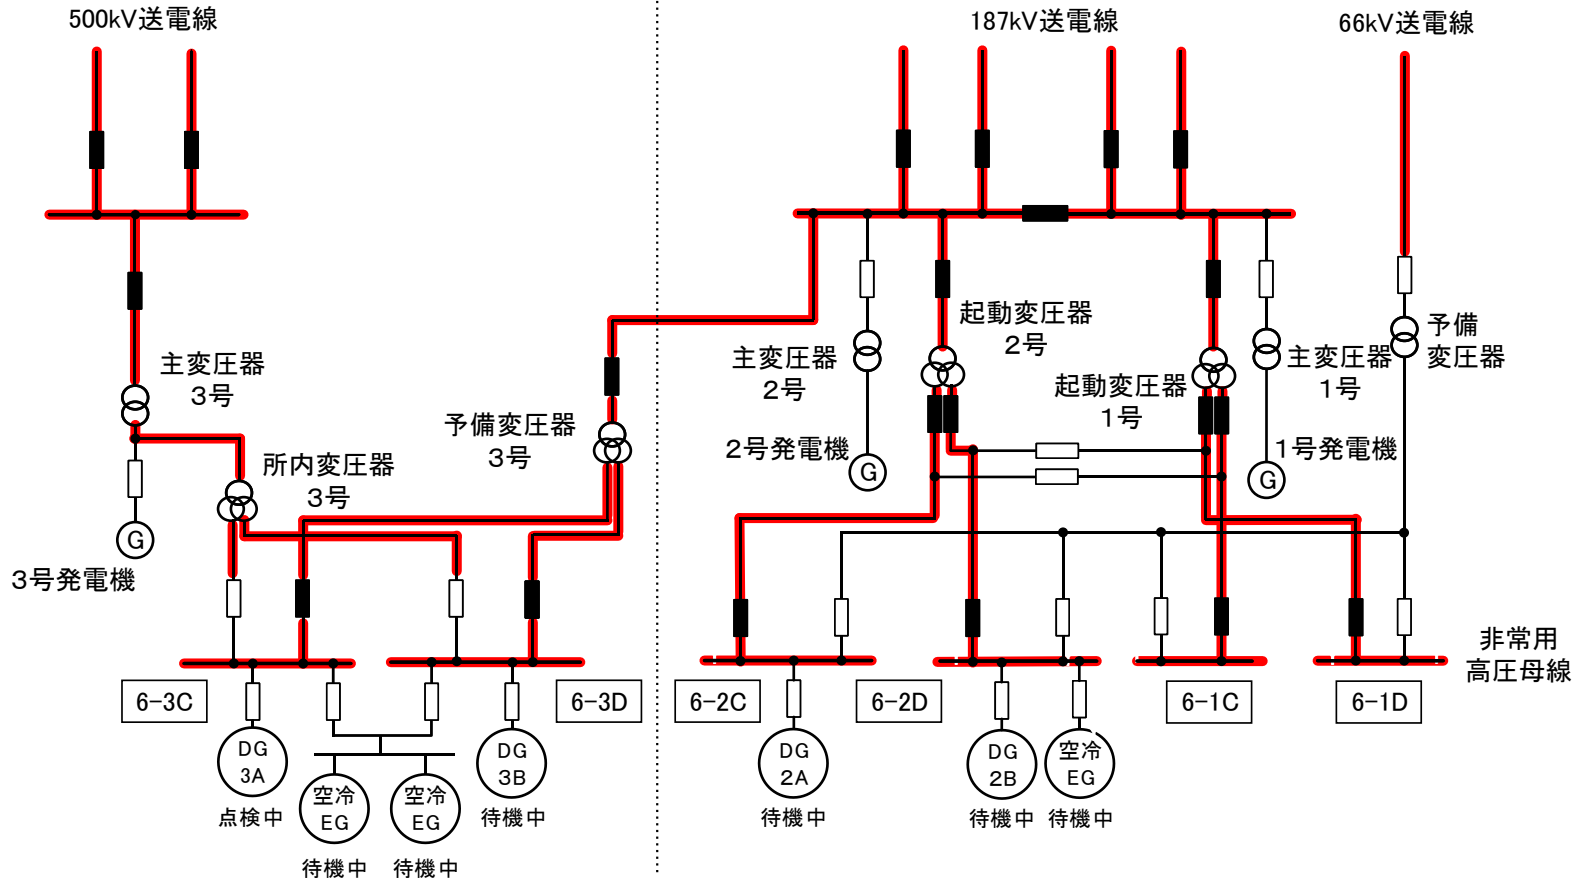 500kV送電線
187kV送電線
66kV送電線
主変圧器
3号
所内変圧器
3号
予備変圧器
3号
G
3号発電機
主変圧器
2号
2号発電機
G
起動変圧器
2号
起動変圧器
1号
主変圧器
1号
1号発電機
G
予備
変圧器
非常用
高圧母線
6-3C
6-3D
6-2C
6-2D
6-1C
6-1D
DG
3A
点検中
空冷
EG
待機中
空冷
EG
待機中
DG
3B
待機中
DG
2A
待機中
DG
2B
待機中
空冷
EG
待機中